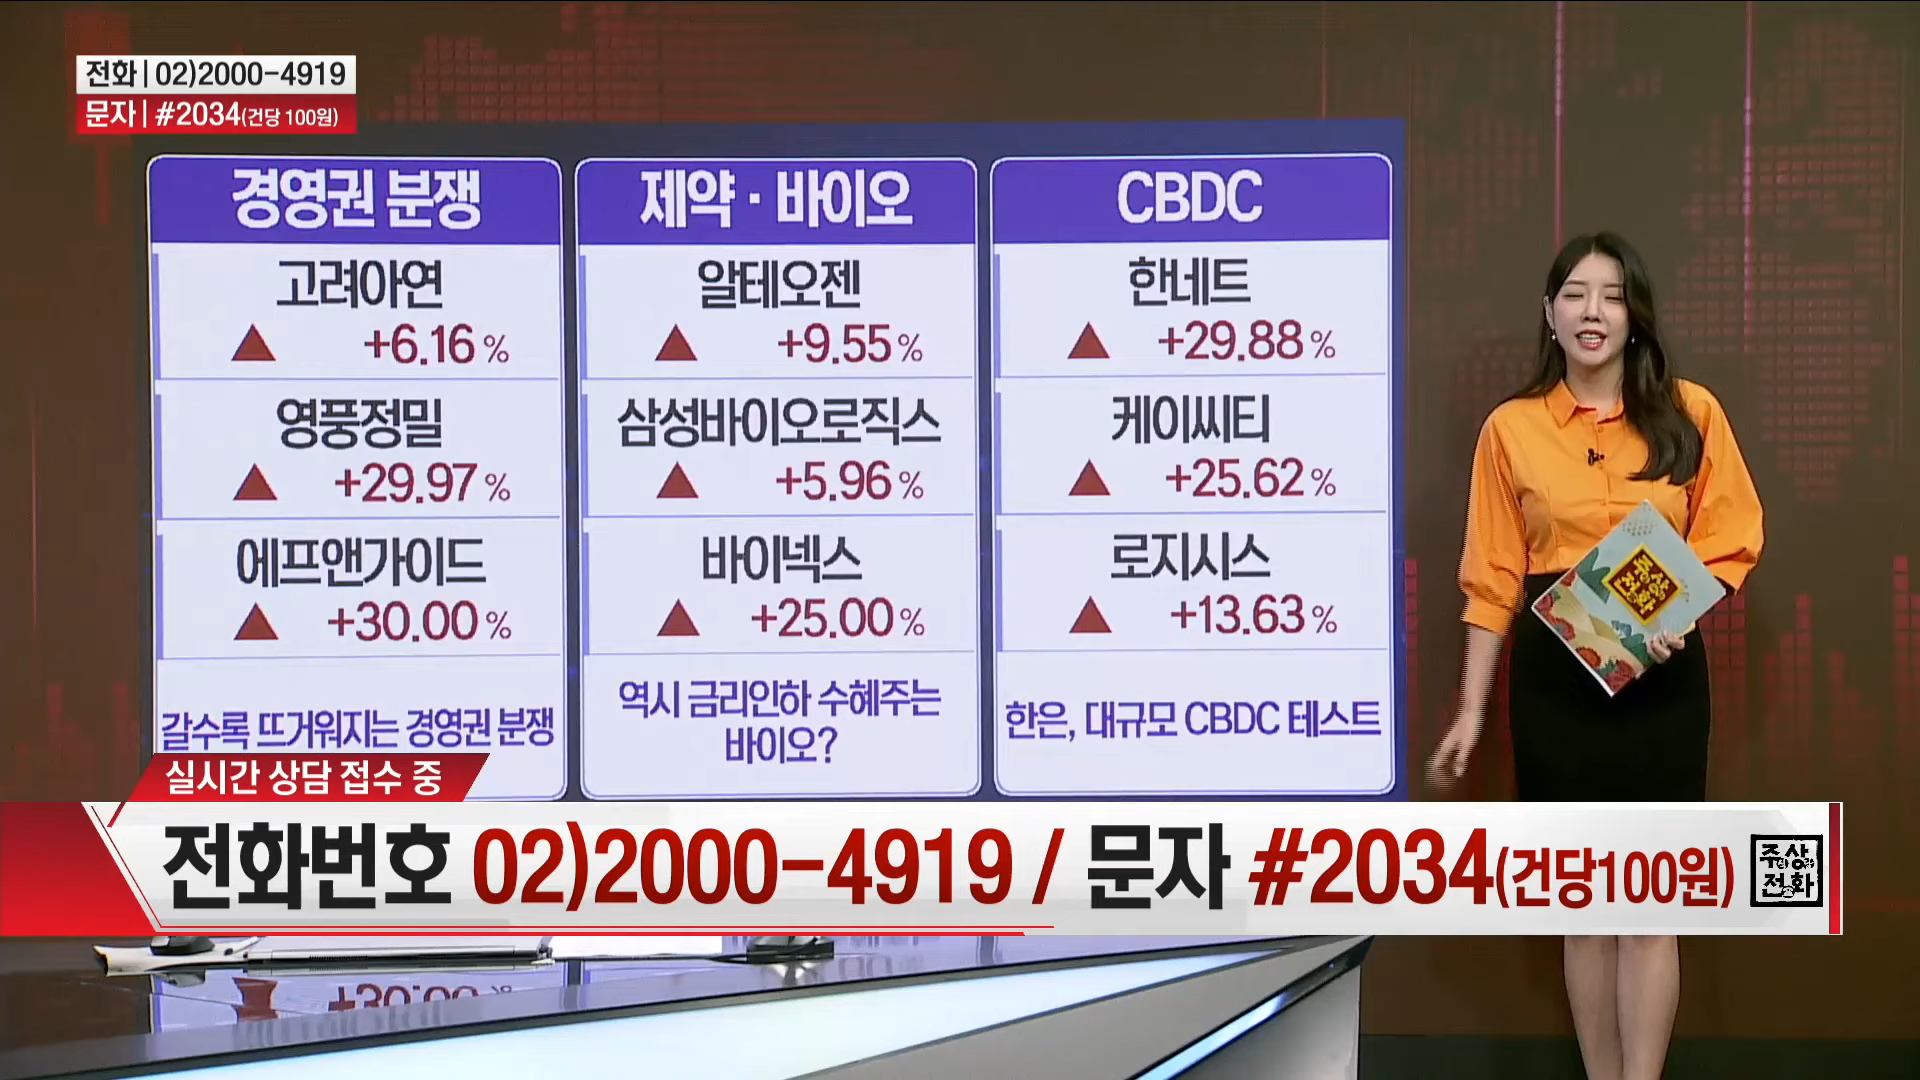 전화 | 02)2000-4919
문자 | #2034(건당 100원)
경영권 분쟁
고려아연
▲ +6.16 %
영풍정밀
▲ +29.97 %
에프앤가이드
▲ +30.00 %
갈수록 뜨거워지는 경영권 분쟁
제약·바이오
알테오젠
▲ +9.55 %
삼성바이오로직스
▲ +5.96 %
바이넥스
▲ +25.00 %
역시 금리인하 수혜주는
바이오?
CBDC
한네트
▲ +29.88 %
케이씨티
▲ +25.62 %
로지시스
▲ +13.63 %
한은, 대규모 CBDC 테스트
실시간 상담 접수 중
전화번호 02)2000-4919 / 문자 #2034(건당100원)
주상
전화
+30.00 %